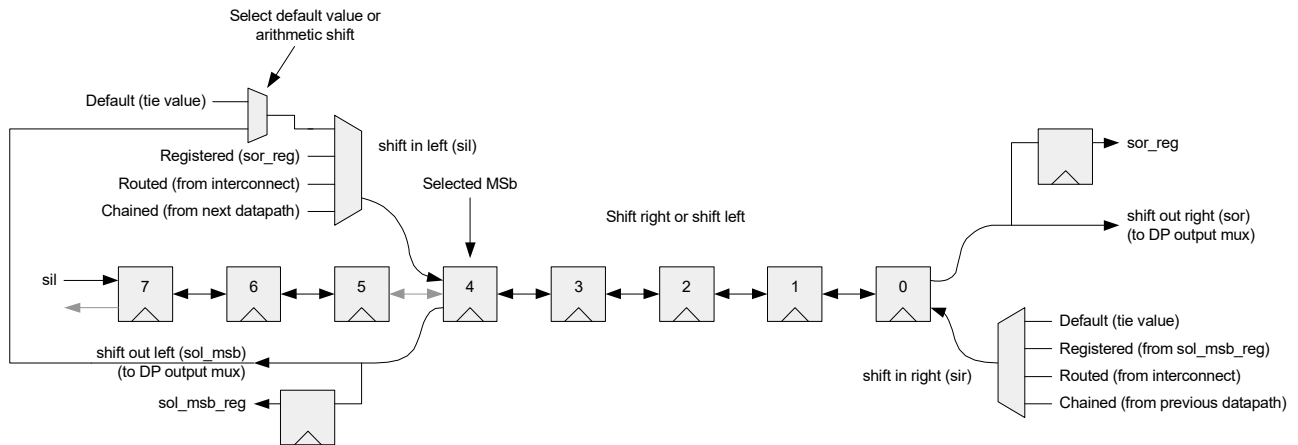 Select default value or
arithmetic shift
Default (tie value)
Registered (sor_reg)
Routed (from interconnect)
Chained (from next datapath)
shift in left (sil)
Selected MSb
Shift right or shift left
sor_reg
shift out right (sor)
(to DP output mux)
sil
7
6
5
4
3
2
1
0
shift out left (sol_msb)
(to DP output mux)
sol_msb_reg
shift in right (sir)
Default (tie value)
Registered (from sol_msb_reg)
Routed (from interconnect)
Chained (from previous datapath)